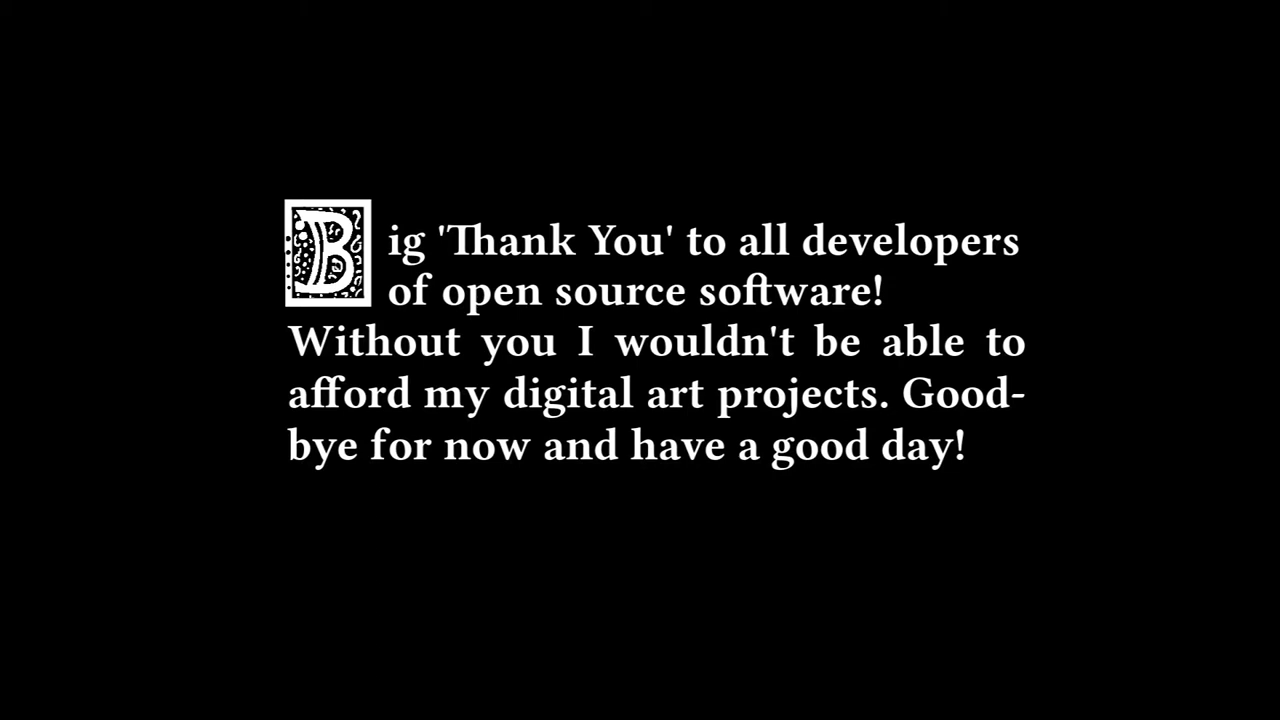 Big 'Thank You' to all developers
of open source software!
Without you I wouldn't be able to
afford my digital art projects. Good-
bye for now and have a good day!